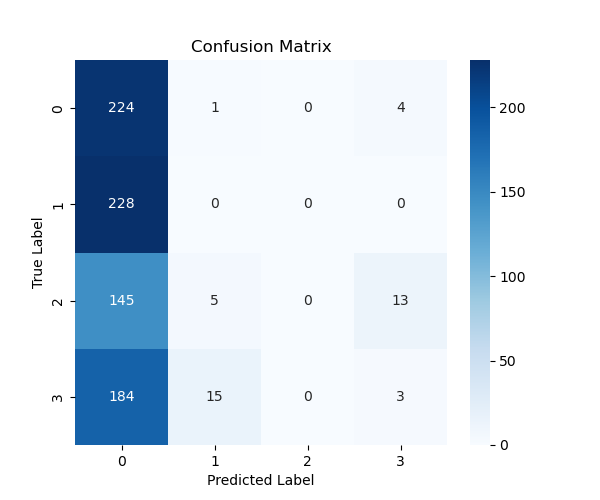 Confusion Matrix
True Label
0 224 1 0 4
1 228 0 0 0
2 145 5 0 13
3 184 15 0 3
0 1 2 3
Predicted Label
200
150
100
50
0